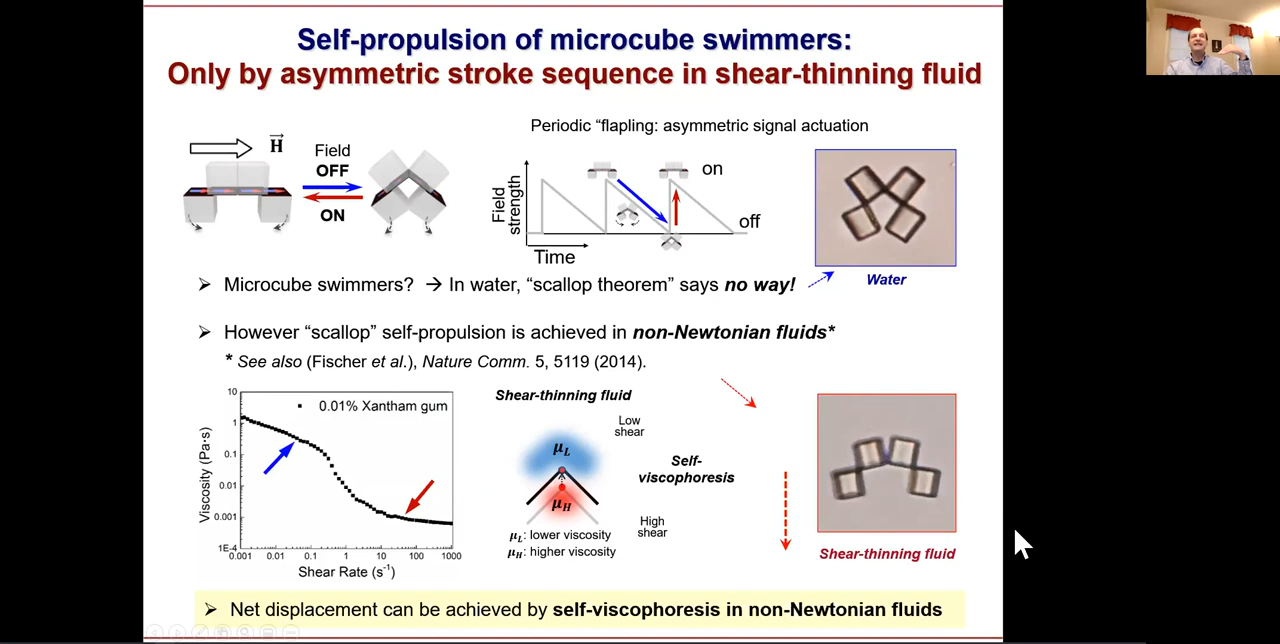 Self-propulsion of microcube swimmers:
Only by asymmetric stroke sequence in shear-thinning fluid
Periodic “flapling: asymmetric signal actuation
H
Field
OFF
ON
Field
strength
on
off
Time
Water
➢ Microcube swimmers? → In water, “scallop theorem” says no way!
➢ However “scallop” self-propulsion is achieved in non-Newtonian fluids*
* See also (Fischer et al.), Nature Comm. 5, 5119 (2014).
10
1
0.1
0.01
0.001
1E-4
Viscosity (Pa·s)
0.01% Xantham gum
0.001 0.01 0.1 1 10 100 1000
Shear Rate (s-1)
Shear-thinning fluid
Low
shear
μL
Self-
viscophoresis
μH
High
shear
μL: lower viscosity
μH: higher viscosity
Shear-thinning fluid
➢ Net displacement can be achieved by self-viscophoresis in non-Newtonian fluids